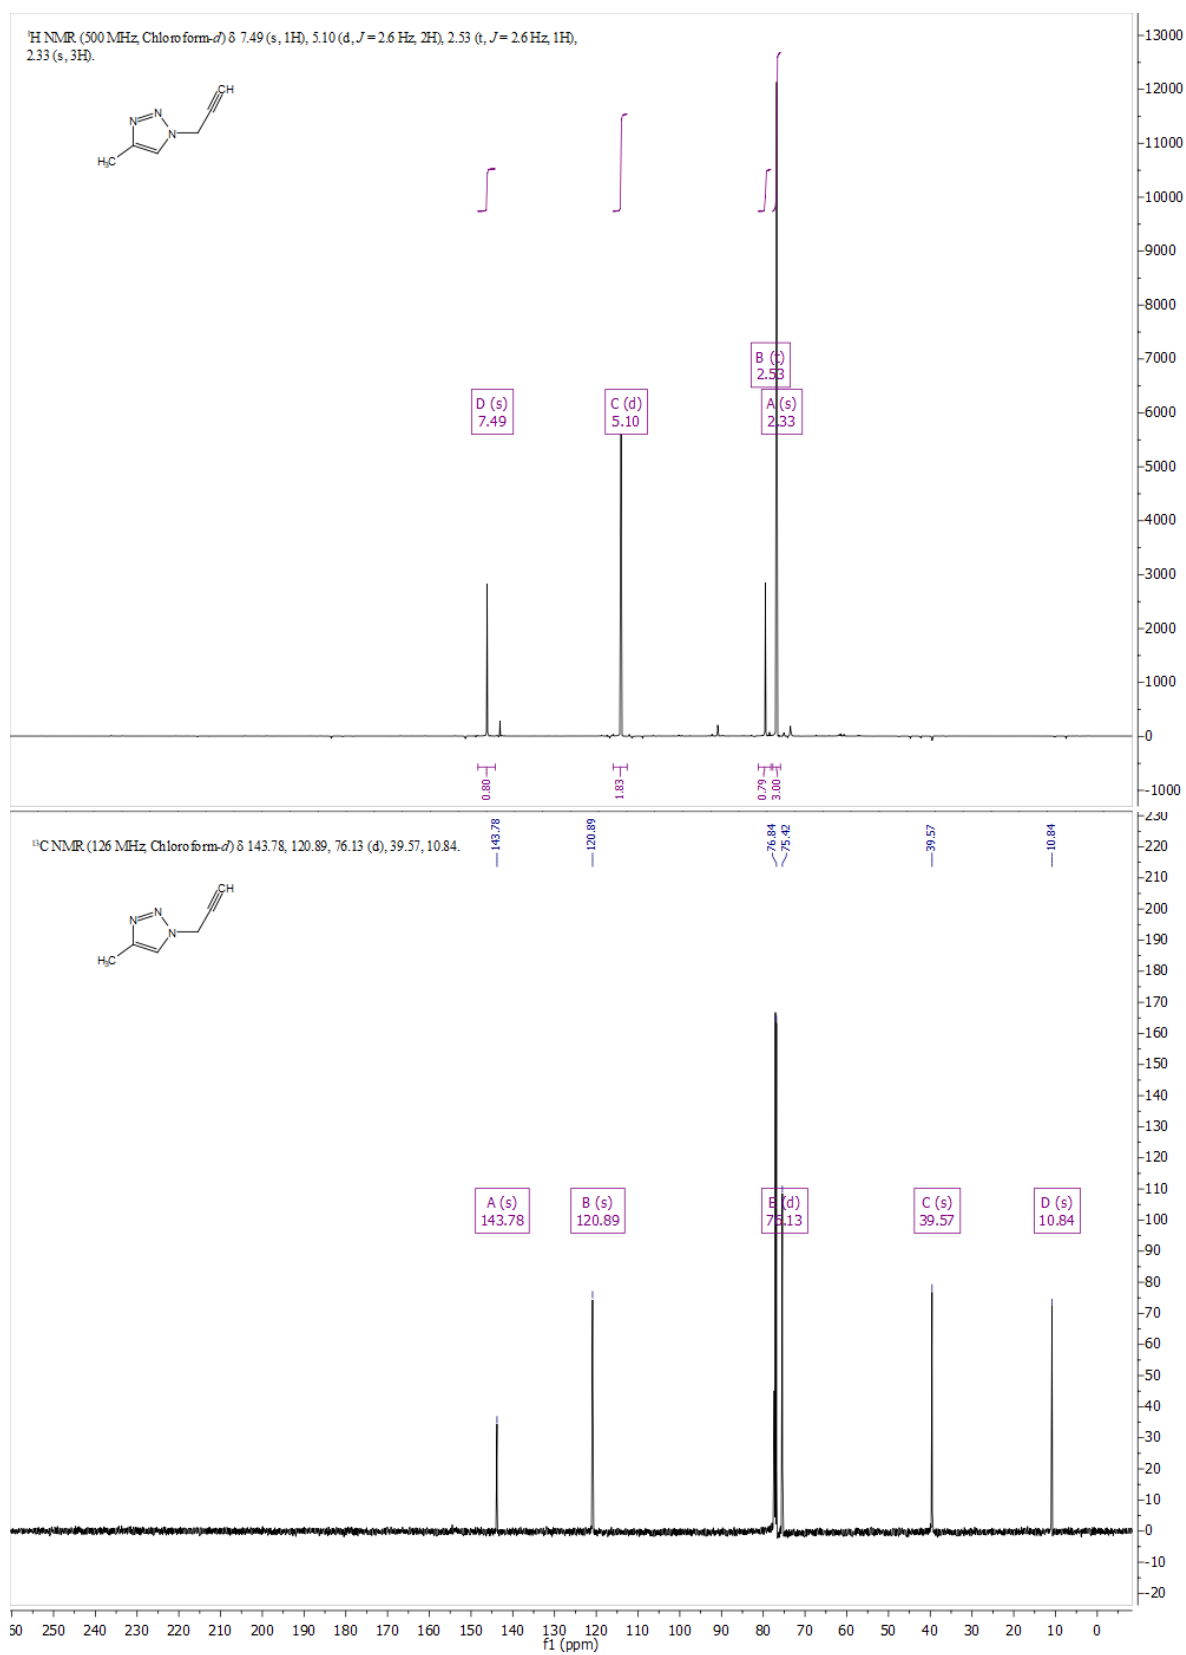 ¹H NMR (500 MHz, Chloroform-d) δ 7.49 (s, 1H), 5.10 (d, J = 2.6 Hz, 2H), 2.53 (t, J = 2.6 Hz, 1H),
2.33 (s, 3H).
CH
N
N
N
H₃C
B (t)
2.53
D (s)
7.49
C (d)
5.10
A (s)
2.33
0.80
1.83
0.79
3.00
13000
12000
11000
10000
9000
8000
7000
6000
5000
4000
3000
2000
1000
0
-1000
¹³C NMR (126 MHz, Chloroform-d) δ 143.78, 120.89, 76.13 (d), 39.57, 10.84.
143.78
120.89
76.84
75.42
39.57
10.84
CH
N
N
N
H₃C
A (s)
143.78
B (s)
120.89
E (d)
76.13
C (s)
39.57
D (s)
10.84
230
220
210
200
190
180
170
160
150
140
130
120
110
100
90
80
70
60
50
40
30
20
10
0
-10
-20
50 250 240 230 220 210 200 190 180 170 160 150 140 130 120 110 100 90 80 70 60 50 40 30 20 10 0
f1 (ppm)